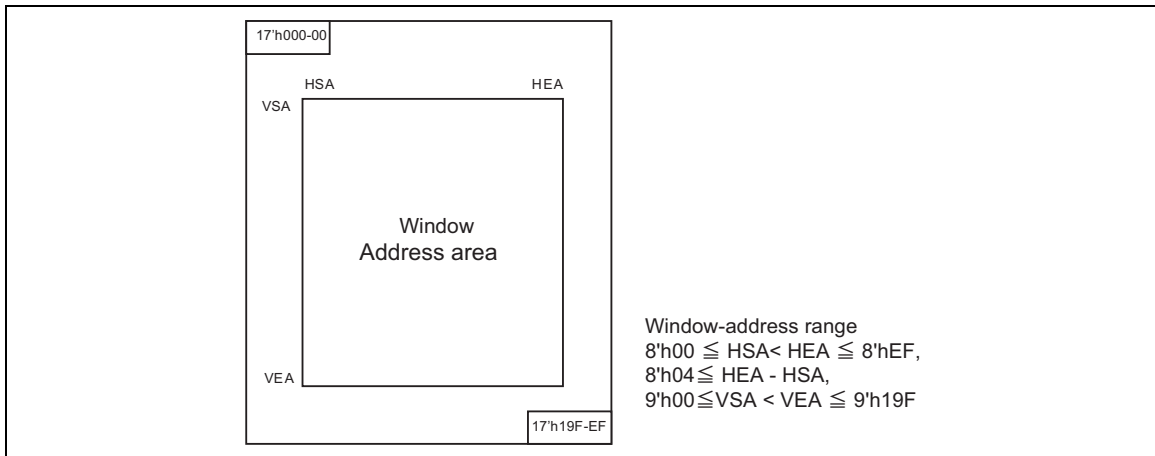 17'h000-00
HSA HEA
VSA
Window
Address area
VEA
17'h19F-EF
Window-address range
8'h00 ≦ HSA< HEA ≦ 8'hEF,
8'h04≦ HEA - HSA,
9'h00≦VSA < VEA ≦ 9'h19F